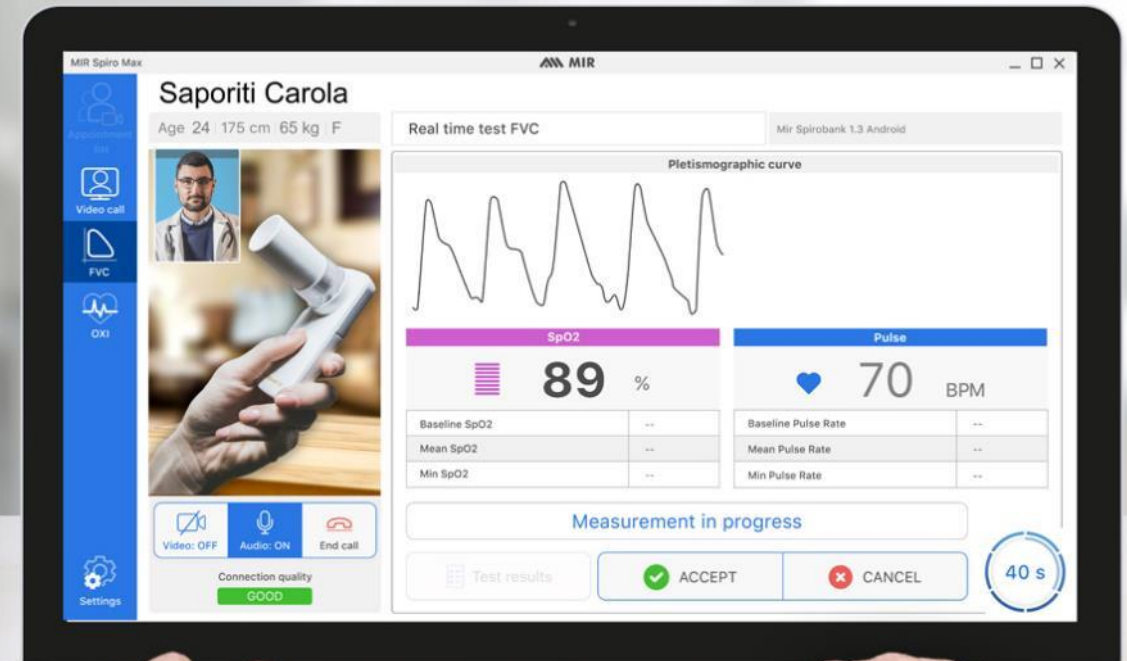 MIR Spiro Max
MIR
Saporiti Carola
Age 24 175 cm 65 kg F
Real time test FVC
Mir Spirobank 1.3 Android
Appointment
list
Video call
FVC
OXI
Settings
Pletismographic curve
SpO2
Pulse
89 %
70 BPM
Baseline SpO2 --
Baseline Pulse Rate --
Mean SpO2 --
Mean Pulse Rate --
Min SpO2 --
Min Pulse Rate --
Video: OFF
Audio: ON
End call
Connection quality
GOOD
Measurement in progress
Test results
ACCEPT
CANCEL
40 s